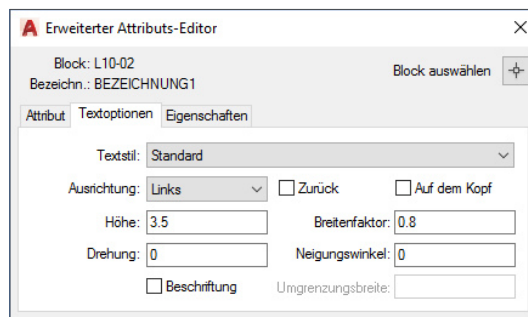 Erweiterter Attributs-Editor
Block: L10-02
Block auswählen
Bezeichn.: BEZEICHNUNG1
Attribut Textoptionen Eigenschaften
Textstil: Standard
Ausrichtung: Links Zurück Auf dem Kopf
Höhe: 3.5 Breitenfaktor: 0.8
Drehung: 0 Neigungswinkel: 0
Beschriftung Umgrenzungsbreite: